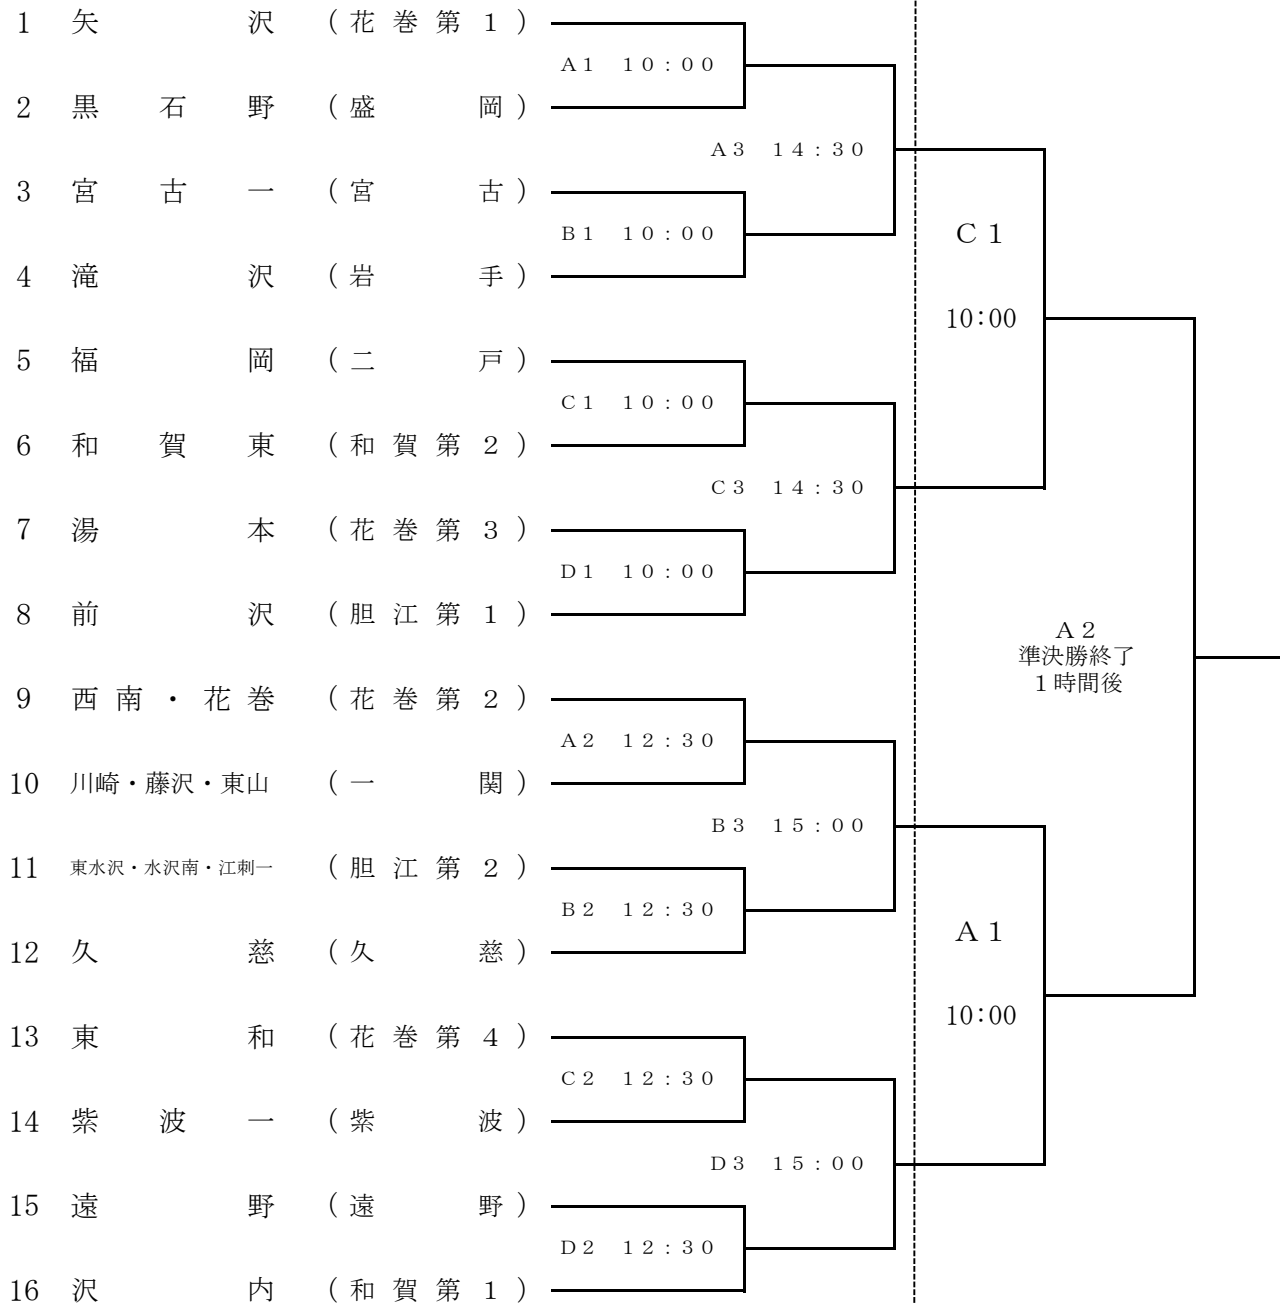 1 矢沢 (花巻第1)
A1 10:00
2 黒石野 (盛岡)
A3 14:30
3 宮古一 (宮古)
B1 10:00
C1
4 滝沢 (岩手)
10:00
5 福岡 (二戸)
C1 10:00
6 和賀東 (和賀第2)
C3 14:30
7 湯本 (花巻第3)
D1 10:00
8 前沢 (胆江第1)
A2
準決勝終了
1時間後
9 西南・花巻 (花巻第2)
A2 12:30
10 川崎・藤沢・東山 (一関)
B3 15:00
11 東水沢・水沢南・江刺一 (胆江第2)
B2 12:30
A1
12 久慈 (久慈)
10:00
13 東和 (花巻第4)
C2 12:30
14 紫波一 (紫波)
D3 15:00
15 遠野 (遠野)
D2 12:30
16 沢内 (和賀第1)